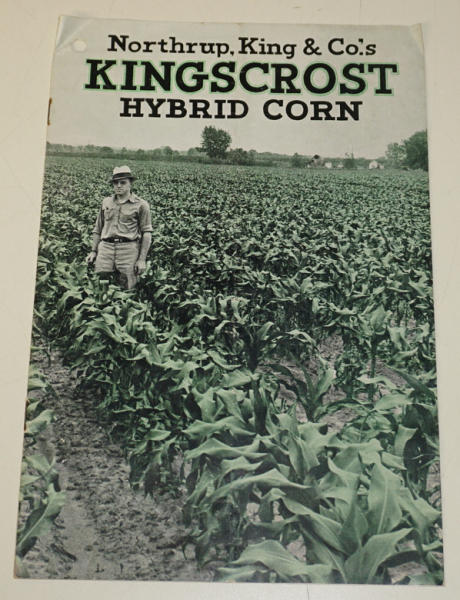 Northrup, King & Co.'s
KINGSCROST
HYBRID CORN